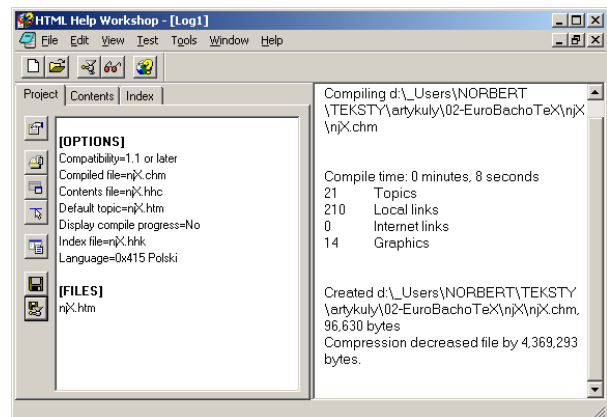 HTML Help Workshop - [Log1]
File Edit View Test Tools Window Help
Project Contents Index
[OPTIONS]
Compatibility=1.1 or later
Compiled file=njX.chm
Contents file=njX.hhc
Default topic=njX.htm
Display compile progress=No
Index file=njX.hhk
Language=0x415 Polski
[FILES]
njX.htm
Compiling d:\_Users\NORBERT
\TEKSTY\artykuly\02-EuroBachoTeX\njX
\njX.chm
Compile time: 0 minutes, 8 seconds
21 Topics
210 Local links
0 Internet links
14 Graphics
Created d:\_Users\NORBERT\TEKSTY
\artykuly\02-EuroBachoTeX\njX\njX.chm,
96,630 bytes
Compression decreased file by 4,369,293
bytes.